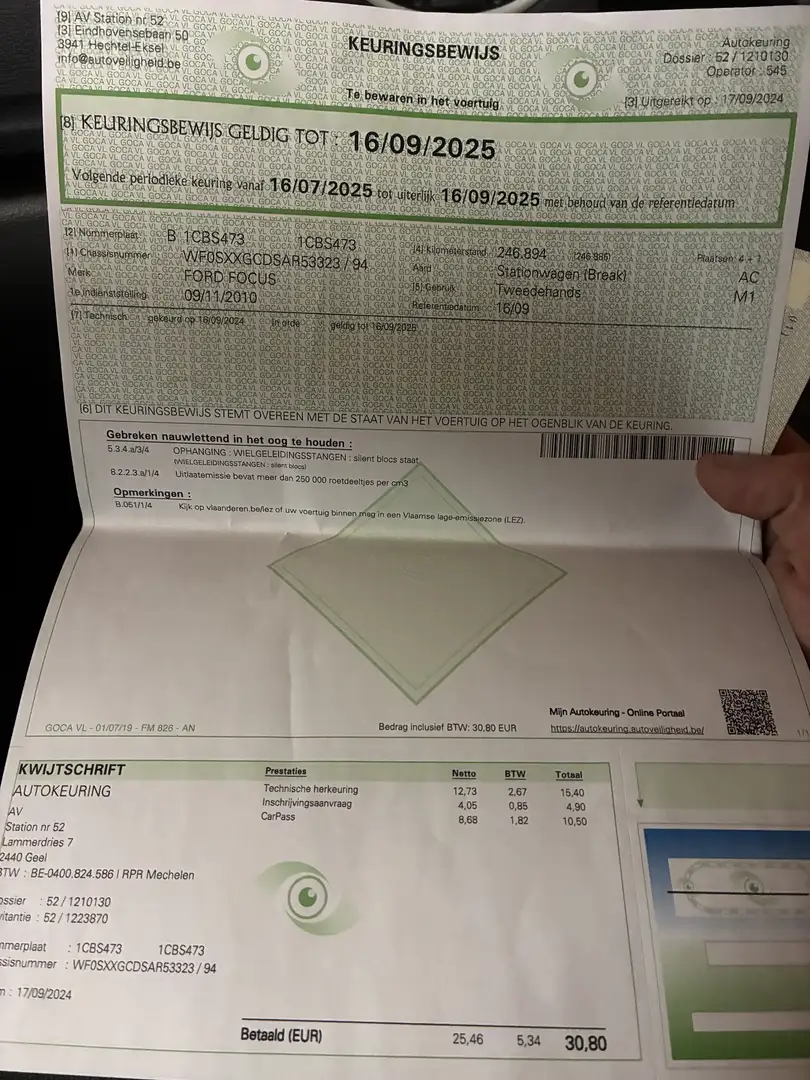 [9] AV Station nr 52
[3] Eindhovensebaan 50
3941 Hechtel-Eksel
info@autoveiligheid.be
KEURINGSBEWIJS
Te bewaren in het voertuig
Autokeuring
Dossier : 52 / 1210130
Operator : 545
[3] Uitgereikt op : 17/09/2024
[8] KEURINGSBEWIJS GELDIG TOT : 16/09/2025
Volgende periodieke keuring vanaf 16/07/2025 tot uiterlijk 16/09/2025 met behoud van de referentiedatum
[2] Nummerplaat B 1CBS473 1CBS473
[1] Chassisnummer WF0SXXGCDSAR53323 / 94
Merk FORD FOCUS
1e indienststelling 09/11/2010
[4] Kilometerstand 246.894 Plaatsen: 4 + 1
Aard Stationwagen (Break) AC
[5] Gebruik Tweedehands M1
Referentiedatum 16/09
[7] Technisch gekeurd op In orde geldig tot 16/09/2025
[6] DIT KEURINGSBEWIJS STEMT OVEREEN MET DE STAAT VAN HET VOERTUIG OP HET OGENBLIK VAN DE KEURING.
Gebreken nauwlettend in het oog te houden :
5.3.4.a/3/4 OPHANGING : WIELGELEIDINGSSTANGEN : silent blocs staat
(WIELGELEIDINGSSTANGEN : silent blocs)
8.2.2.3.a/1/4 Uitlaatemissie bevat meer dan 250 000 roetdeeltjes per cm3
Opmerkingen :
B.051/1/4 Kijk op vlaanderen.be/lez of uw voertuig binnen mag in een Vlaamse lage-emissiezone (LEZ).
GOCA VL - 01/07/19 - FM 826 - AN
Bedrag inclusief BTW: 30,80 EUR
Mijn Autokeuring - Online Portaal
https://autokeuring.autoveiligheid.be/
1/1
KWIJTSCHRIFT
AUTOKEURING
AV
Station nr 52
Lammerdries 7
2440 Geel
BTW : BE-0400.824.586 | RPR Mechelen
ossier : 52 / 1210130
vitantie : 52 / 1223870
mmerplaat : 1CBS473 1CBS473
ssisnummer : WF0SXXGCDSAR53323 / 94
m : 17/09/2024
Prestaties Netto BTW Totaal
Technische herkeuring 12,73 2,67 15,40
Inschrijvingsaanvraag 4,05 0,85 4,90
CarPass 8,68 1,82 10,50
Betaald (EUR) 25,46 5,34 30,80